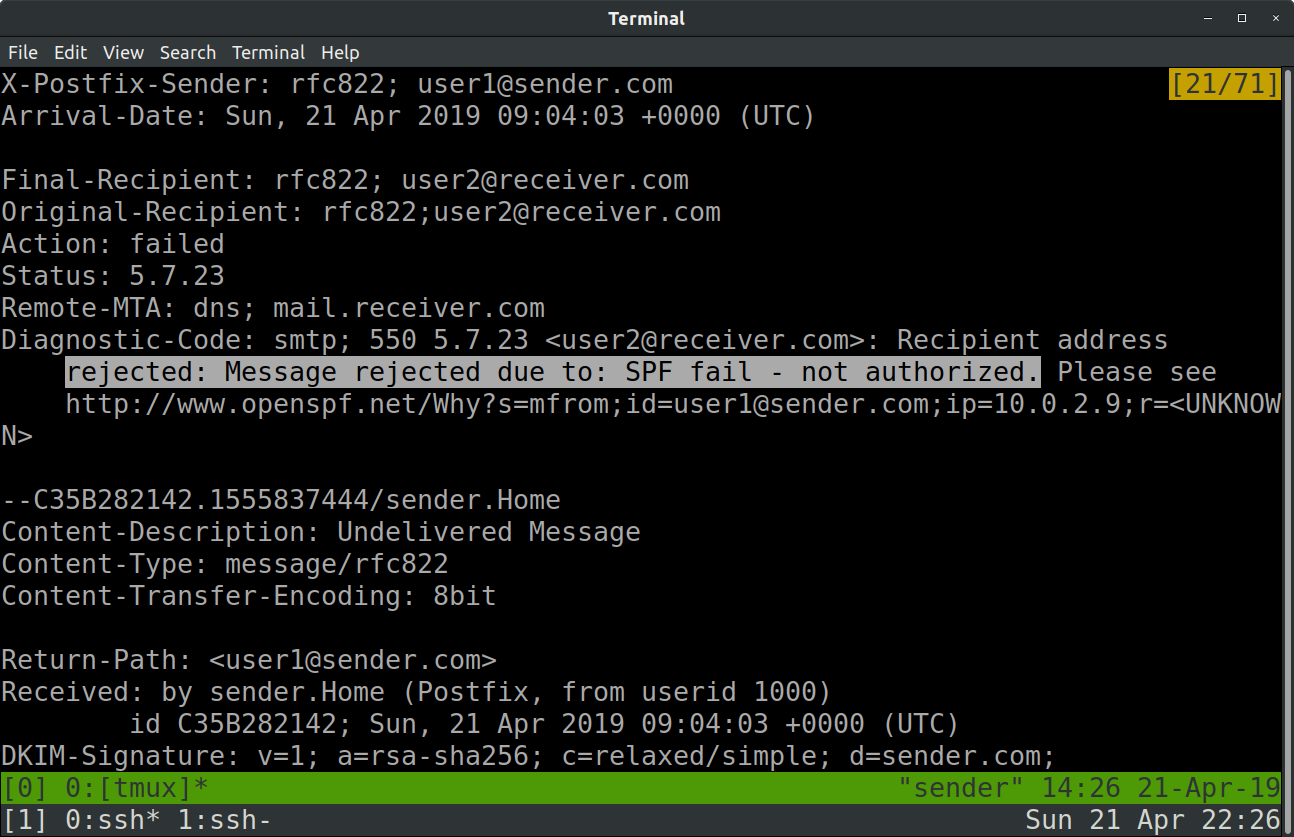 Terminal
File Edit View Search Terminal Help
X-Postfix-Sender: rfc822; user1@sender.com [21/71]
Arrival-Date: Sun, 21 Apr 2019 09:04:03 +0000 (UTC)
Final-Recipient: rfc822; user2@receiver.com
Original-Recipient: rfc822;user2@receiver.com
Action: failed
Status: 5.7.23
Remote-MTA: dns; mail.receiver.com
Diagnostic-Code: smtp; 550 5.7.23 <user2@receiver.com>: Recipient address
rejected: Message rejected due to: SPF fail - not authorized. Please see
http://www.openspf.net/Why?s=mfrom;id=user1@sender.com;ip=10.0.2.9;r=<UNKNOW
N>
--C35B282142.1555837444/sender.Home
Content-Description: Undelivered Message
Content-Type: message/rfc822
Content-Transfer-Encoding: 8bit
Return-Path: <user1@sender.com>
Received: by sender.Home (Postfix, from userid 1000)
id C35B282142; Sun, 21 Apr 2019 09:04:03 +0000 (UTC)
DKIM-Signature: v=1; a=rsa-sha256; c=relaxed/simple; d=sender.com;
[0] 0:[tmux]* "sender" 14:26 21-Apr-19
[1] 0:ssh* 1:ssh- Sun 21 Apr 22:26